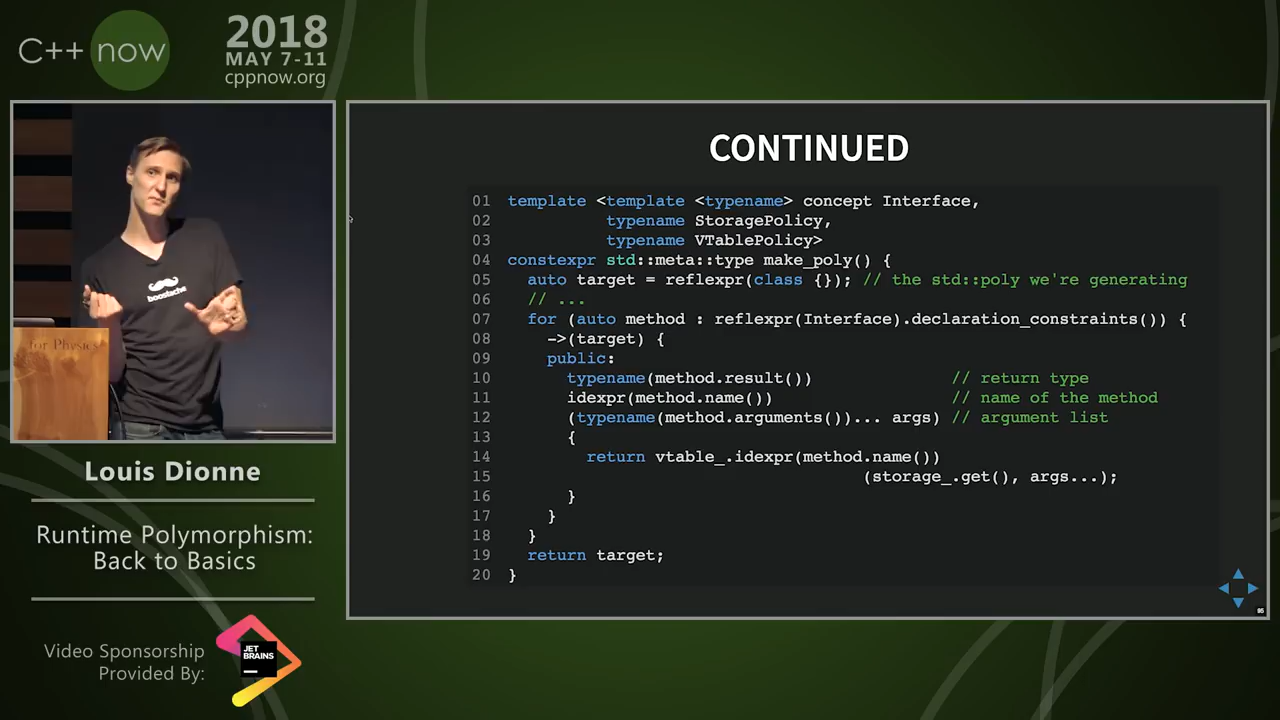 C++ now
2018
MAY 7-11
cppnow.org
boostache
for Physics
Louis Dionne
Runtime Polymorphism:
Back to Basics
Video Sponsorship
Provided By:
JET
BRAINS
CONTINUED
01 template <template <typename> concept Interface,
02 typename StoragePolicy,
03 typename VTablePolicy>
04 constexpr std::meta::type make_poly() {
05 auto target = reflexpr(class {}); // the std::poly we're generating
06 // ...
07 for (auto method : reflexpr(Interface).declaration_constraints()) {
08 ->(target) {
09 public:
10 typename(method.result()) // return type
11 idexpr(method.name()) // name of the method
12 (typename(method.arguments())... args) // argument list
13 {
14 return vtable_.idexpr(method.name())
15 (storage_.get(), args...);
16 }
17 }
18 }
19 return target;
20 }
95